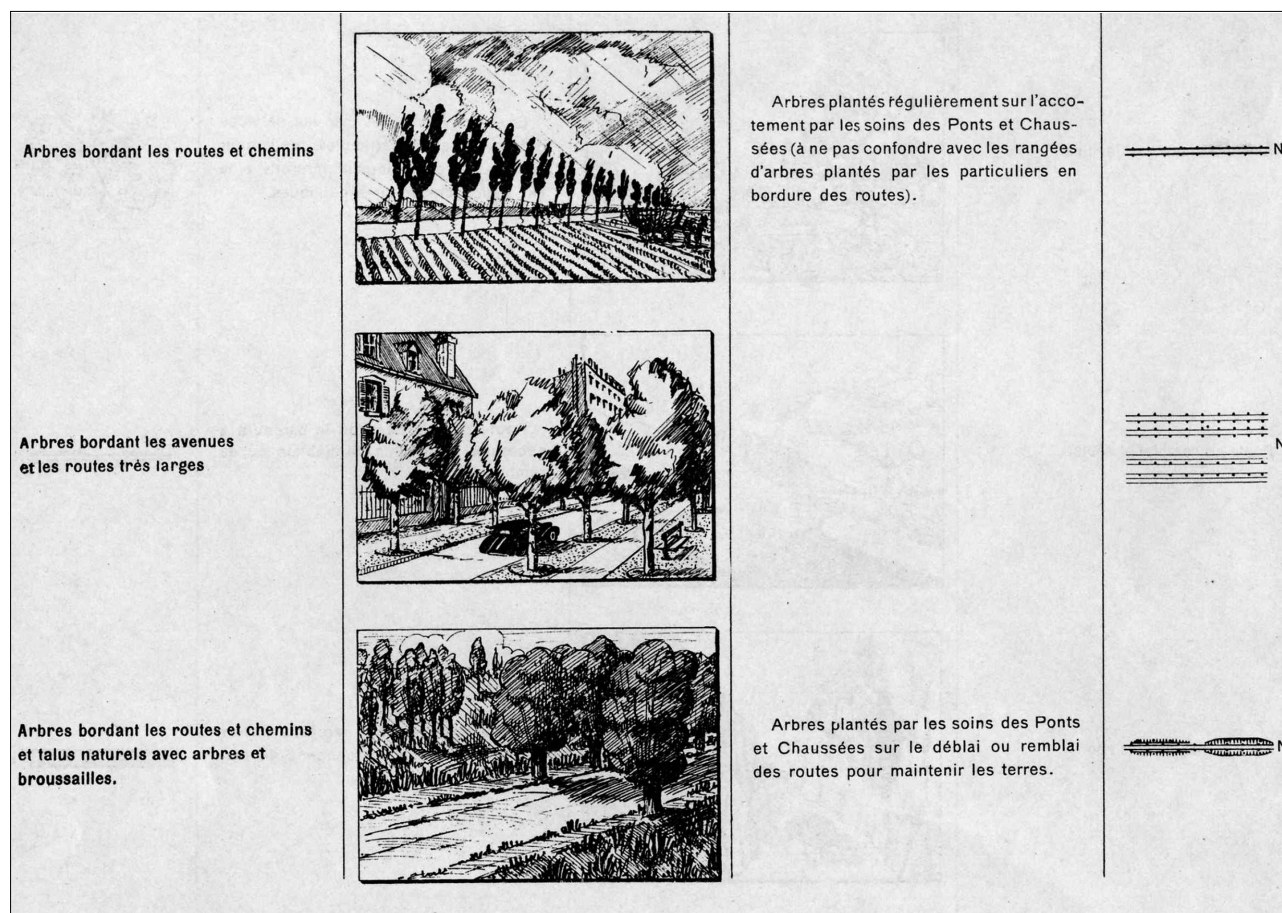 Arbres bordant les routes et chemins
Arbres plantés régulièrement sur l'acco-
tement par les soins des Ponts et Chaus-
sées (à ne pas confondre avec les rangées
d'arbres plantés par les particuliers en
bordure des routes).
N
Arbres bordant les avenues
et les routes très larges
N
Arbres bordant les routes et chemins
et talus naturels avec arbres et
broussailles.
Arbres plantés par les soins des Ponts
et Chaussées sur le déblai ou remblai
des routes pour maintenir les terres.
N